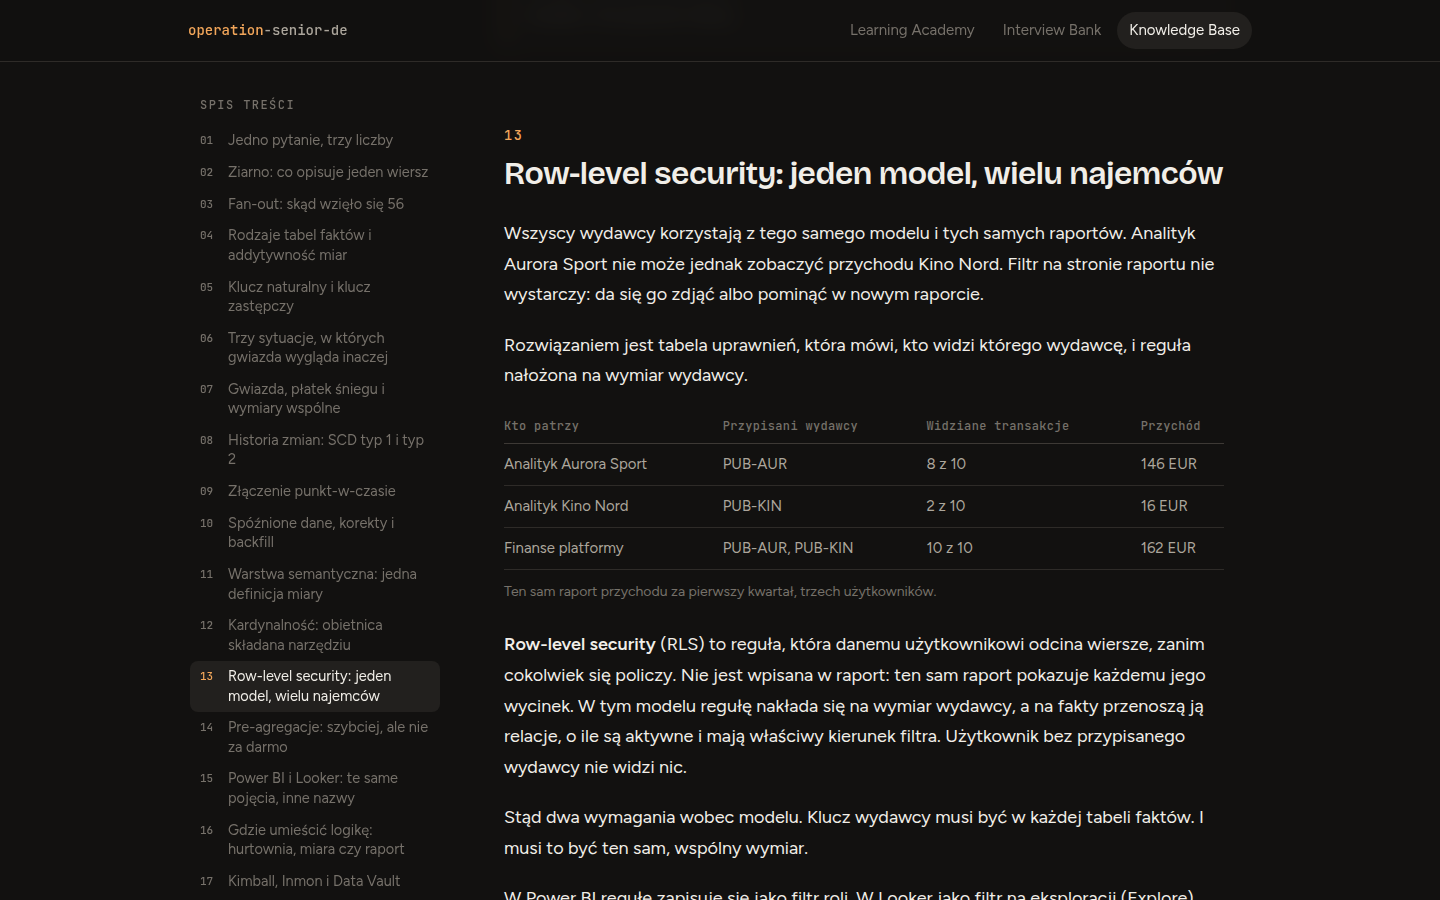 operation-senior-de
Learning Academy
Interview Bank
Knowledge Base
SPIS TREŚCI
01 Jedno pytanie, trzy liczby
02 Ziarno: co opisuje jeden wiersz
03 Fan-out: skąd wzięło się 56
04 Rodzaje tabel faktów i
addytywność miar
05 Klucz naturalny i klucz
zastępczy
06 Trzy sytuacje, w których
gwiazda wygląda inaczej
07 Gwiazda, płatek śniegu i
wymiary wspólne
08 Historia zmian: SCD typ 1 i typ
2
09 Złączenie punkt-w-czasie
10 Spóźnione dane, korekty i
backfill
11 Warstwa semantyczna: jedna
definicja miary
12 Kardynalność: obietnica
składana narzędziu
13 Row-level security: jeden
model, wielu najemców
14 Pre-agregacje: szybciej, ale nie
za darmo
15 Power BI i Looker: te same
pojęcia, inne nazwy
16 Gdzie umieścić logikę:
hurtownia, miara czy raport
17 Kimball, Inmon i Data Vault
13
Row-level security: jeden model, wielu najemców
Wszyscy wydawcy korzystają z tego samego modelu i tych samych raportów. Analityk
Aurora Sport nie może jednak zobaczyć przychodu Kino Nord. Filtr na stronie raportu nie
wystarczy: da się go zdjąć albo pominąć w nowym raporcie.
Rozwiązaniem jest tabela uprawnień, która mówi, kto widzi którego wydawcę, i reguła
nałożona na wymiar wydawcy.
Kto patrzy Przypisani wydawcy Widziane transakcje Przychód
Analityk Aurora Sport PUB-AUR 8 z 10 146 EUR
Analityk Kino Nord PUB-KIN 2 z 10 16 EUR
Finanse platformy PUB-AUR, PUB-KIN 10 z 10 162 EUR
Ten sam raport przychodu za pierwszy kwartał, trzech użytkowników.
Row-level security (RLS) to reguła, która danemu użytkownikowi odcina wiersze, zanim
cokolwiek się policzy. Nie jest wpisana w raport: ten sam raport pokazuje każdemu jego
wycinek. W tym modelu regułę nakłada się na wymiar wydawcy, a na fakty przenoszą ją
relacje, o ile są aktywne i mają właściwy kierunek filtra. Użytkownik bez przypisanego
wydawcy nie widzi nic.
Stąd dwa wymagania wobec modelu. Klucz wydawcy musi być w każdej tabeli faktów. I
musi to być ten sam, wspólny wymiar.
W Power BI regułę zapisuje się jako filtr roli. W Looker jako filtr na eksploracji (Explore)